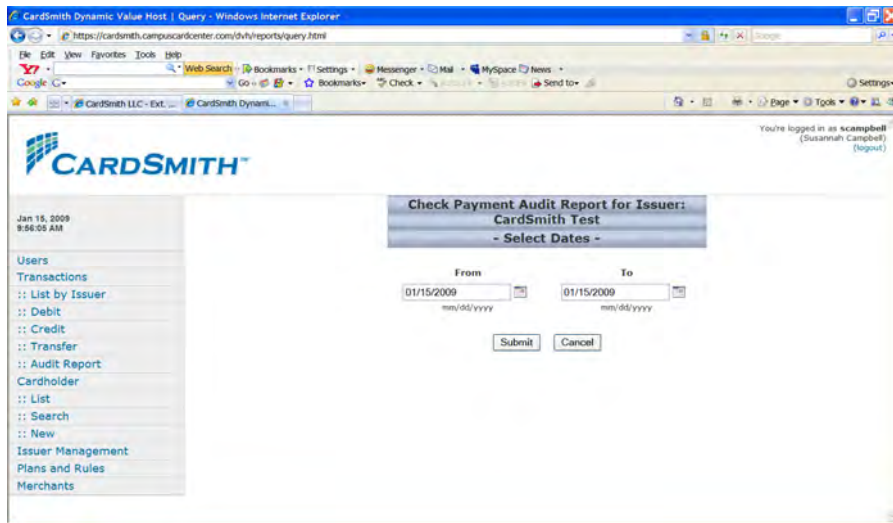 CardSmith Dynamic Value Host | Query - Windows Internet Explorer
https://cardsmith.campuscardcenter.com/dvh/reports/query.html
Google
File Edit View Favorites Tools Help
Y! Web Search Bookmarks Settings Messenger Mail MySpace News
Google G Go Bookmarks Check Send to Settings
CardSmith LLC - Ext. ... CardSmith Dynami... Page Tools
You're logged in as scampbell
(Susannah Campbell)
(logout)
CARDSMITH™
Jan 15, 2009
9:56:05 AM
Check Payment Audit Report for Issuer:
CardSmith Test
- Select Dates -
Users
Transactions
:: List by Issuer
:: Debit
:: Credit
:: Transfer
:: Audit Report
Cardholder
:: List
:: Search
:: New
Issuer Management
Plans and Rules
Merchants
From To
01/15/2009 01/15/2009
mm/dd/yyyy mm/dd/yyyy
Submit Cancel